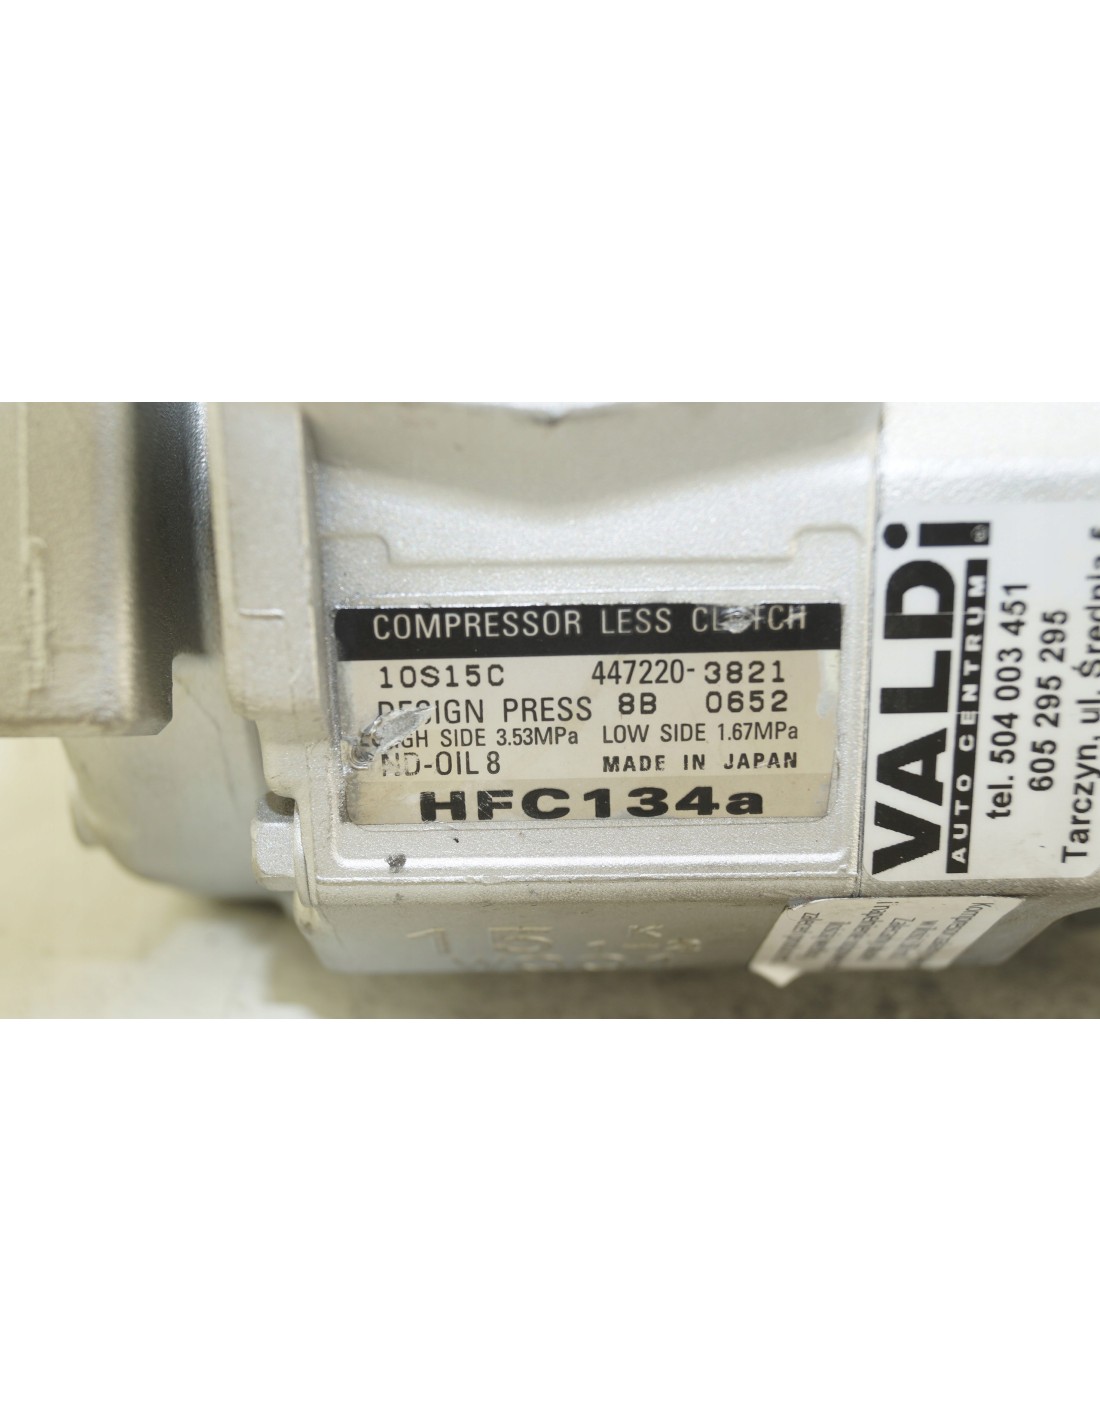 COMPRESSOR LESS CLUTCH
10S15C 447220-3821
DESIGN PRESS 8B 0652
HIGH SIDE 3.53MPa LOW SIDE 1.67MPa
ND-OIL 8 MADE IN JAPAN
HFC134a
VALDi
AUTO CENTRUM
tel. 504 003 451
605 295 295
Tarczyn, ul. Średnia